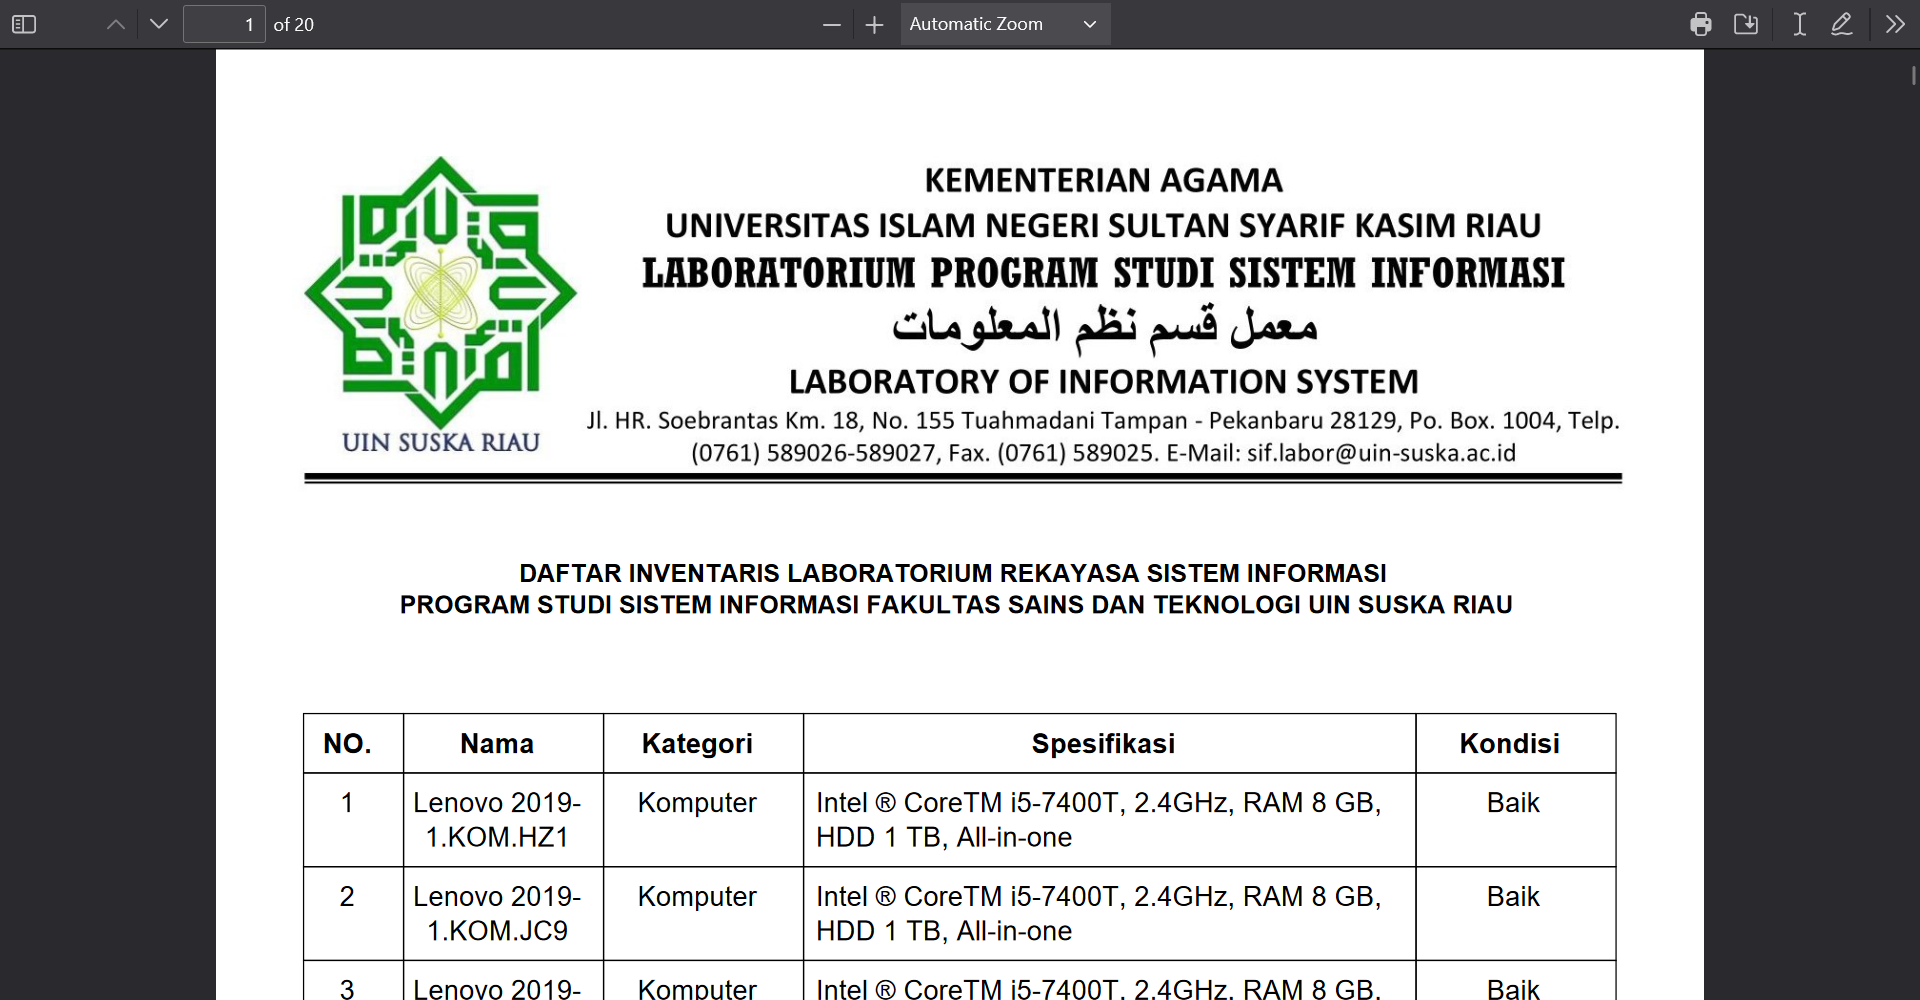 1 of 20
Automatic Zoom
UIN SUSKA RIAU
KEMENTERIAN AGAMA
UNIVERSITAS ISLAM NEGERI SULTAN SYARIF KASIM RIAU
LABORATORIUM PROGRAM STUDI SISTEM INFORMASI
معمل قسم نظم المعلومات
LABORATORY OF INFORMATION SYSTEM
Jl. HR. Soebrantas Km. 18, No. 155 Tuahmadani Tampan - Pekanbaru 28129, Po. Box. 1004, Telp.
(0761) 589026-589027, Fax. (0761) 589025. E-Mail: sif.labor@uin-suska.ac.id
DAFTAR INVENTARIS LABORATORIUM REKAYASA SISTEM INFORMASI
PROGRAM STUDI SISTEM INFORMASI FAKULTAS SAINS DAN TEKNOLOGI UIN SUSKA RIAU
NO. Nama Kategori Spesifikasi Kondisi
1 Lenovo 2019- Komputer Intel ® CoreTM i5-7400T, 2.4GHz, RAM 8 GB, Baik
1.KOM.HZ1 HDD 1 TB, All-in-one
2 Lenovo 2019- Komputer Intel ® CoreTM i5-7400T, 2.4GHz, RAM 8 GB, Baik
1.KOM.JC9 HDD 1 TB, All-in-one
3 Lenovo 2019- Komputer Intel ® CoreTM i5-7400T, 2.4GHz, RAM 8 GB, Baik